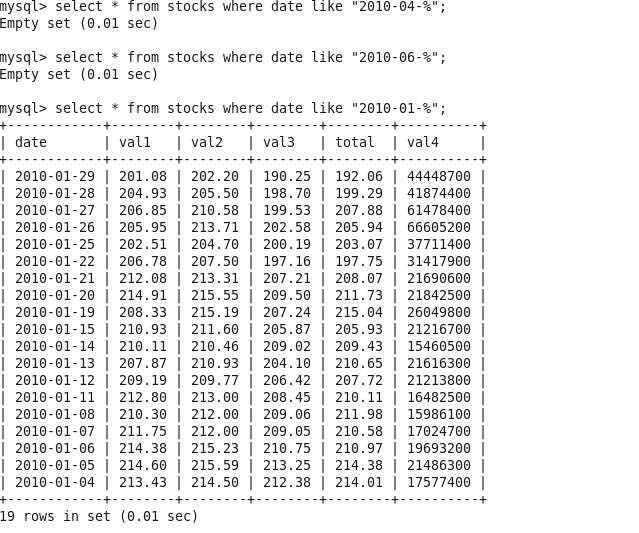 mysql> select * from stocks where date like "2010-04-%";
Empty set (0.01 sec)
mysql> select * from stocks where date like "2010-06-%";
Empty set (0.01 sec)
mysql> select * from stocks where date like "2010-01-%";
+------------+--------+--------+--------+--------+----------+
| date       | val1   | val2   | val3   | total  | val4     |
+------------+--------+--------+--------+--------+----------+
| 2010-01-29 | 201.08 | 202.20 | 190.25 | 192.06 | 44448700 |
| 2010-01-28 | 204.93 | 205.50 | 198.70 | 199.29 | 41874400 |
| 2010-01-27 | 206.85 | 210.58 | 199.53 | 207.88 | 61478400 |
| 2010-01-26 | 205.95 | 213.71 | 202.58 | 205.94 | 66605200 |
| 2010-01-25 | 202.51 | 204.70 | 200.19 | 203.07 | 37711400 |
| 2010-01-22 | 206.78 | 207.50 | 197.16 | 197.75 | 31417900 |
| 2010-01-21 | 212.08 | 213.31 | 207.21 | 208.07 | 21690600 |
| 2010-01-20 | 214.91 | 215.55 | 209.50 | 211.73 | 21842500 |
| 2010-01-19 | 208.33 | 215.19 | 207.24 | 215.04 | 26049800 |
| 2010-01-15 | 210.93 | 211.60 | 205.87 | 205.93 | 21216700 |
| 2010-01-14 | 210.11 | 210.46 | 209.02 | 209.43 | 15460500 |
| 2010-01-13 | 207.87 | 210.93 | 204.10 | 210.65 | 21616300 |
| 2010-01-12 | 209.19 | 209.77 | 206.42 | 207.72 | 21213800 |
| 2010-01-11 | 212.80 | 213.00 | 208.45 | 210.11 | 16482500 |
| 2010-01-08 | 210.30 | 212.00 | 209.06 | 211.98 | 15986100 |
| 2010-01-07 | 211.75 | 212.00 | 209.05 | 210.58 | 17024700 |
| 2010-01-06 | 214.38 | 215.23 | 210.75 | 210.97 | 19693200 |
| 2010-01-05 | 214.60 | 215.59 | 213.25 | 214.38 | 21486300 |
| 2010-01-04 | 213.43 | 214.50 | 212.38 | 214.01 | 17577400 |
+------------+--------+--------+--------+--------+----------+
19 rows in set (0.01 sec)